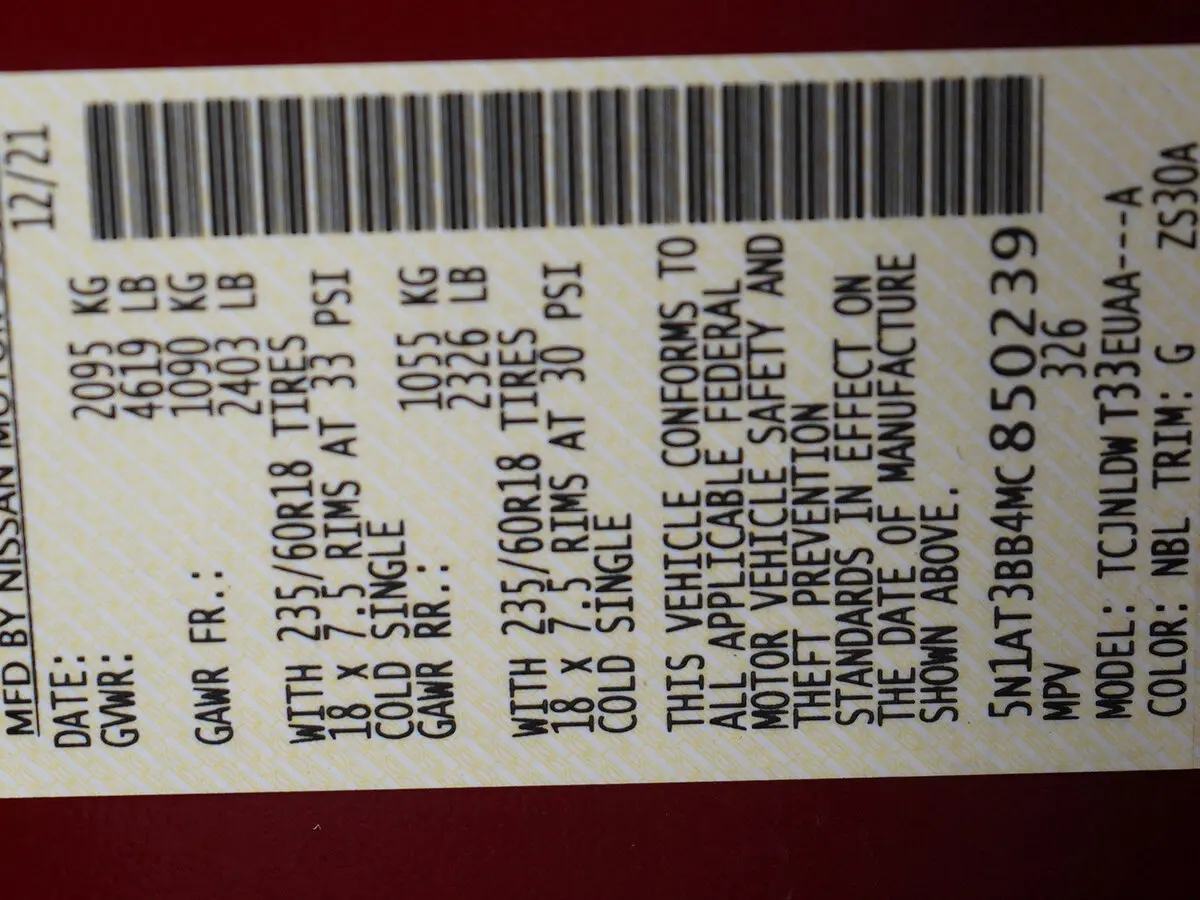 MFD BY NISSAN MOTOR
DATE: 12/21
GVWR: 2095 KG
4619 LB
GAWR FR.: 1090 KG
2403 LB
WITH 235/60R18 TIRES
18 X 7.5 RIMS AT 33 PSI
COLD SINGLE
GAWR RR.: 1055 KG
2326 LB
WITH 235/60R18 TIRES
18 X 7.5 RIMS AT 30 PSI
COLD SINGLE
THIS VEHICLE CONFORMS TO
ALL APPLICABLE FEDERAL
MOTOR VEHICLE SAFETY AND
THEFT PREVENTION
STANDARDS IN EFFECT ON
THE DATE OF MANUFACTURE
SHOWN ABOVE.
5N1AT3BB4MC850239
MPV 326
MODEL: TCJNLDWT33EUAA---A
COLOR: NBL TRIM: G ZS30A